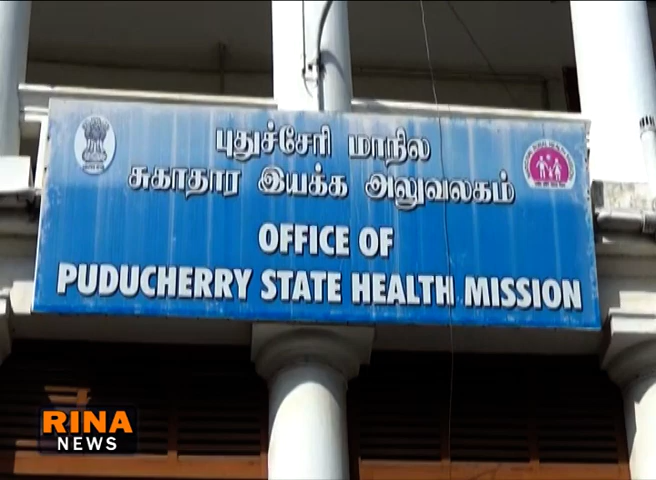 புதுச்சேரி மாநில
சுகாதார இயக்க அலுவலகம்
OFFICE OF
PUDUCHERRY STATE HEALTH MISSION
RINA
NEWS